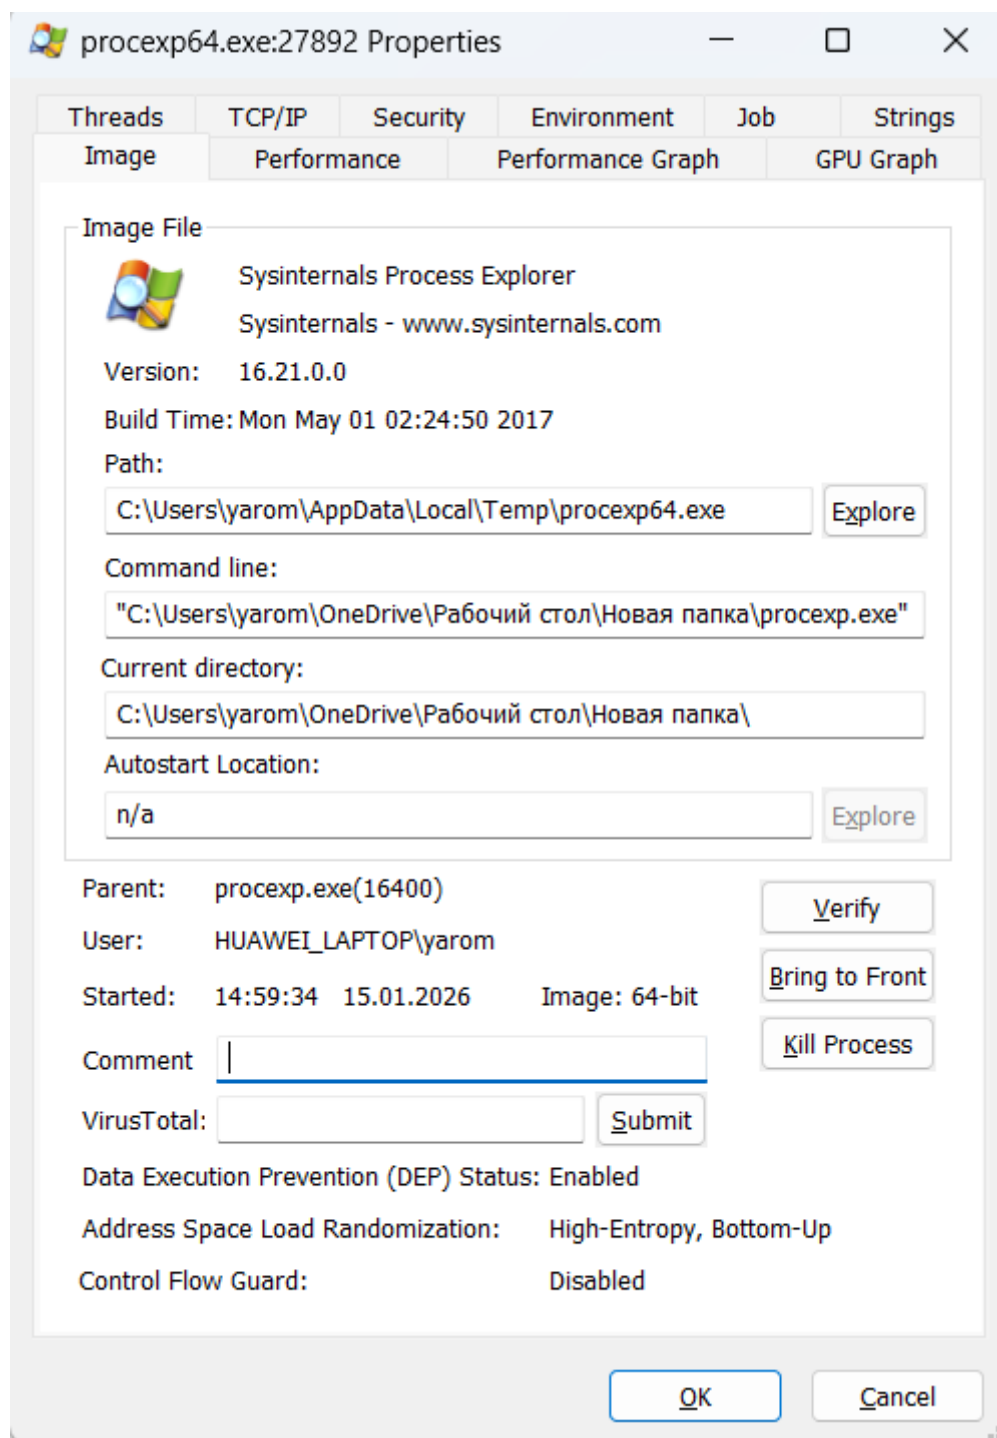 procexp64.exe:27892 Properties
Threads TCP/IP Security Environment Job Strings
Image Performance Performance Graph GPU Graph
Image File
Sysinternals Process Explorer
Sysinternals - www.sysinternals.com
Version: 16.21.0.0
Build Time: Mon May 01 02:24:50 2017
Path:
C:\Users\yarom\AppData\Local\Temp\procexp64.exe Explore
Command line:
"C:\Users\yarom\OneDrive\Рабочий стол\Новая папка\procexp.exe"
Current directory:
C:\Users\yarom\OneDrive\Рабочий стол\Новая папка\
Autostart Location:
n/a Explore
Parent: procexp.exe(16400) Verify
User: HUAWEI_LAPTOP\yarom
Bring to Front
Started: 14:59:34 15.01.2026 Image: 64-bit
Kill Process
Comment
VirusTotal: Submit
Data Execution Prevention (DEP) Status: Enabled
Address Space Load Randomization: High-Entropy, Bottom-Up
Control Flow Guard: Disabled
OK Cancel